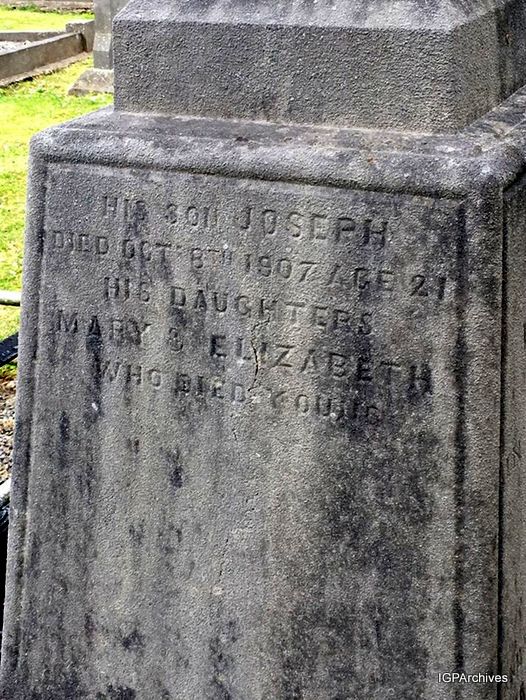 HIS SON JOSEPH
DIED OCT. 8TH 1907 AGE 21
HIS DAUGHTERS
MARY & ELIZABETH
WHO DIED YOUNG
IGPArchives